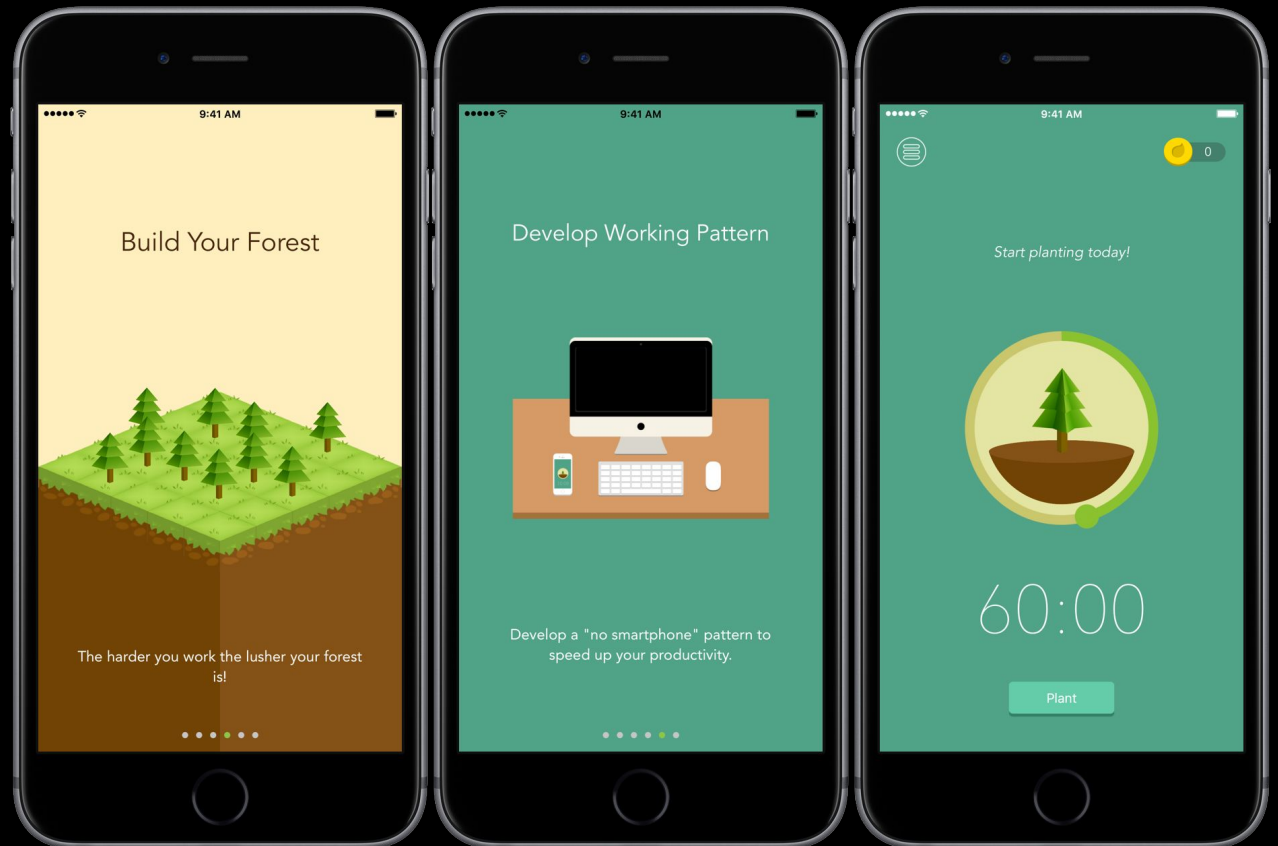 9:41 AM
Build Your Forest
The harder you work the lusher your forest
is!
9:41 AM
Develop Working Pattern
Develop a "no smartphone" pattern to
speed up your productivity.
9:41 AM
0
Start planting today!
60:00
Plant